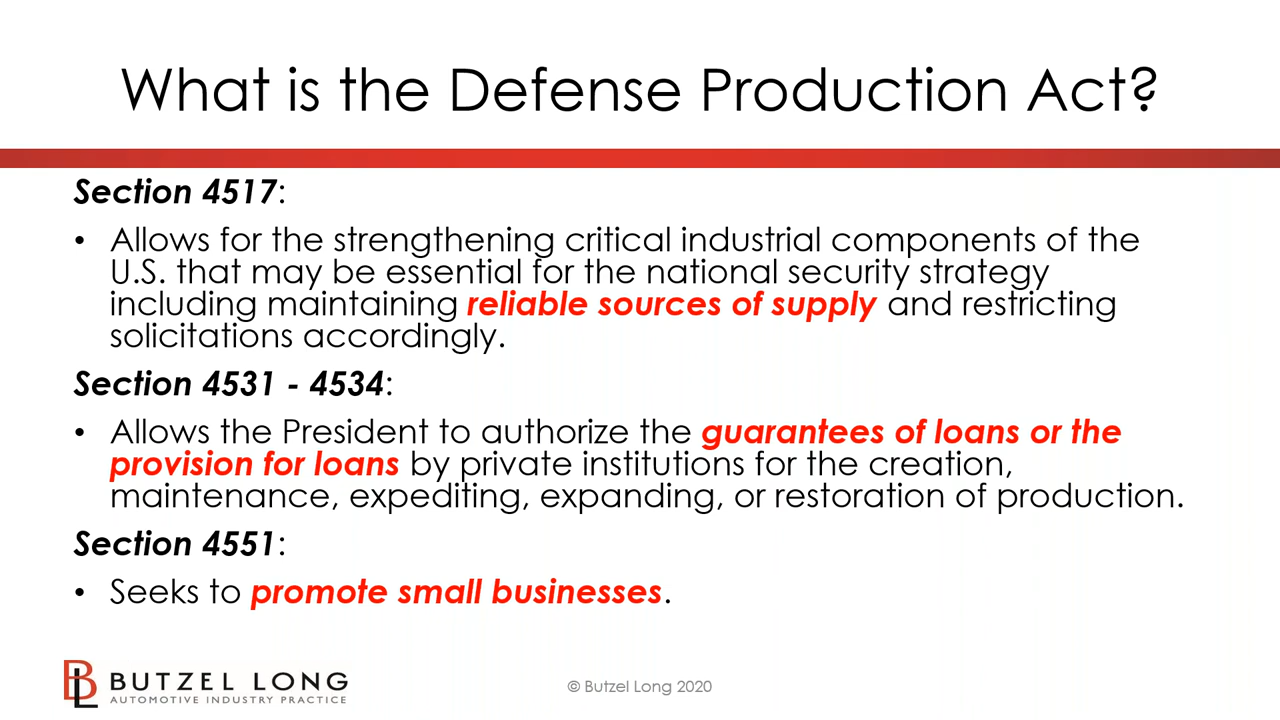 What is the Defense Production Act?
Section 4517:
• Allows for the strengthening critical industrial components of the
U.S. that may be essential for the national security strategy
including maintaining reliable sources of supply and restricting
solicitations accordingly.
Section 4531 - 4534:
• Allows the President to authorize the guarantees of loans or the
provision for loans by private institutions for the creation,
maintenance, expediting, expanding, or restoration of production.
Section 4551:
• Seeks to promote small businesses.
BL BUTZEL LONG
AUTOMOTIVE INDUSTRY PRACTICE
© Butzel Long 2020